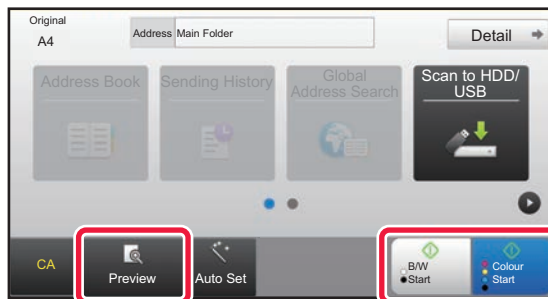 Original
A4
Address Main Folder
Detail
Address Book
Sending History
Global
Address Search
Scan to HDD/
USB
CA
Preview
Auto Set
B/W
Start
Colour
Start